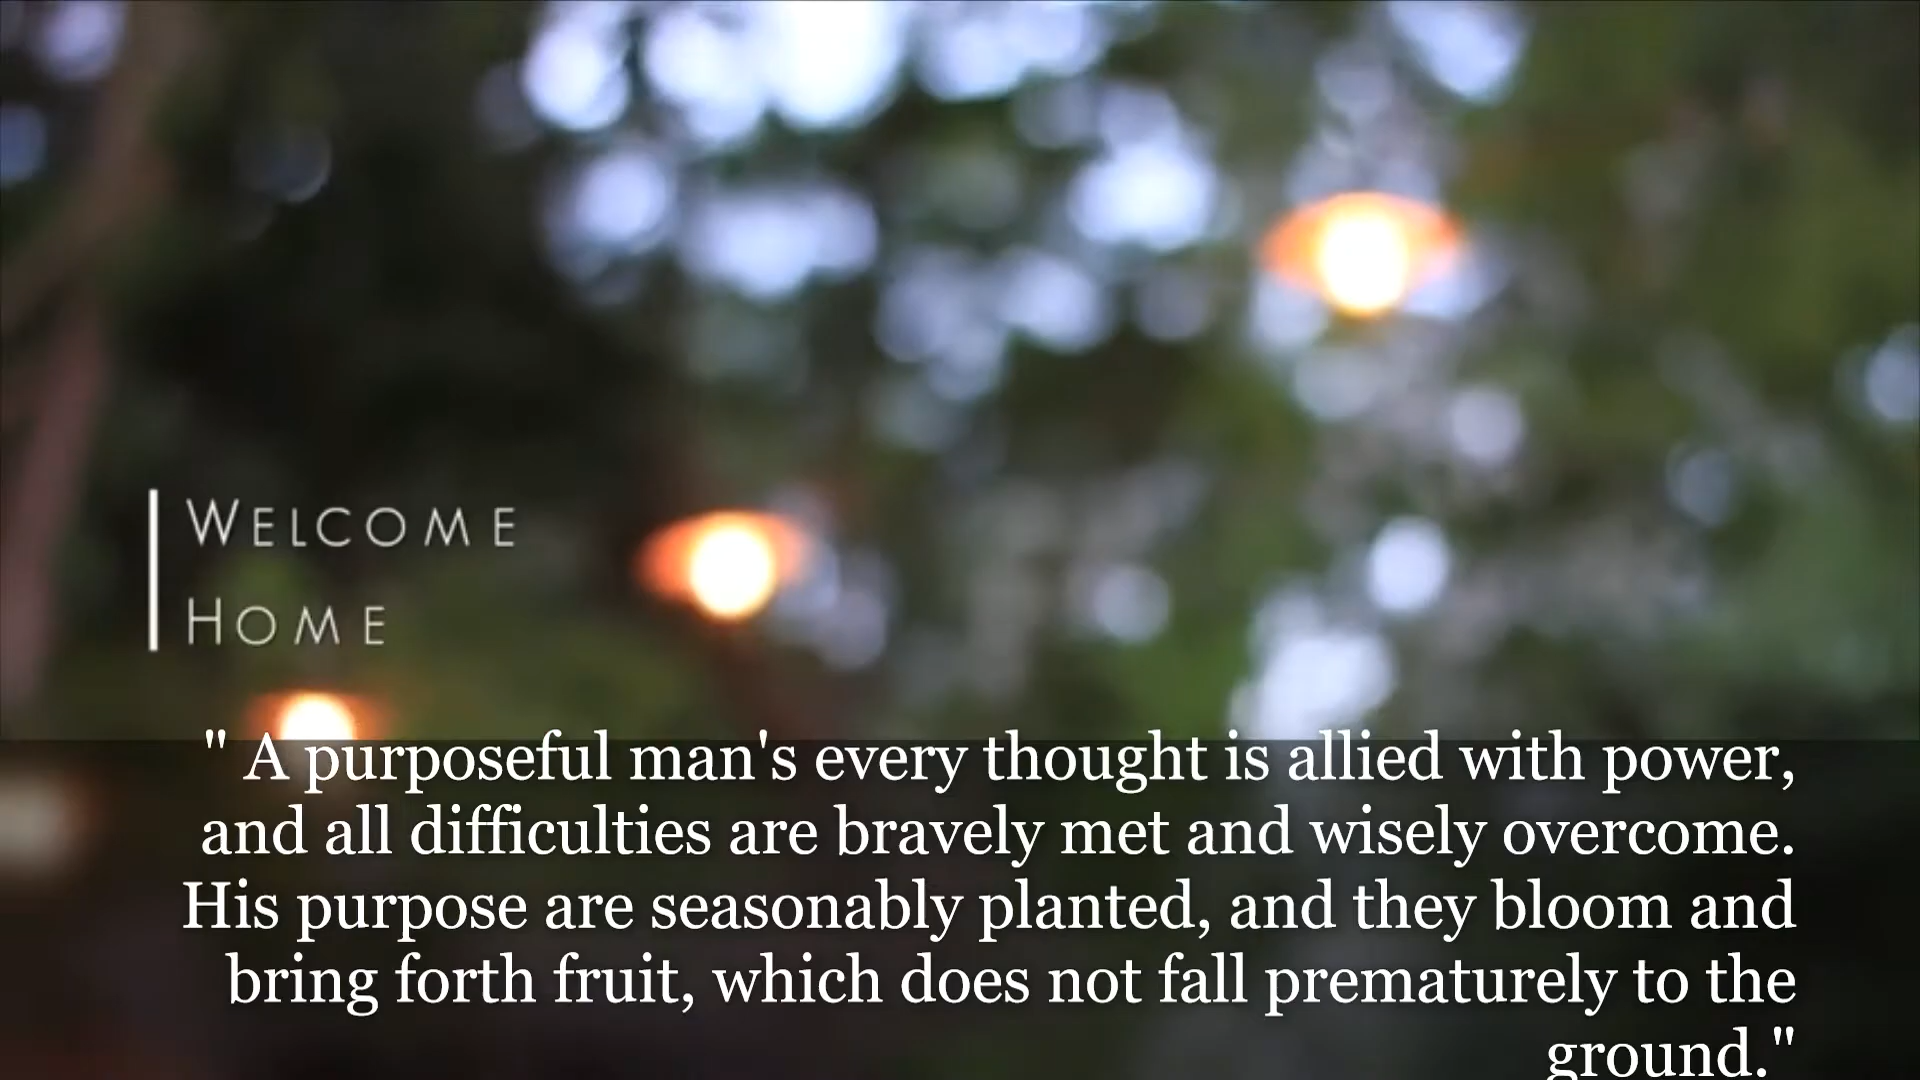 WELCOME
HOME
" A purposeful man's every thought is allied with power,
and all difficulties are bravely met and wisely overcome.
His purpose are seasonably planted, and they bloom and
bring forth fruit, which does not fall prematurely to the
ground."